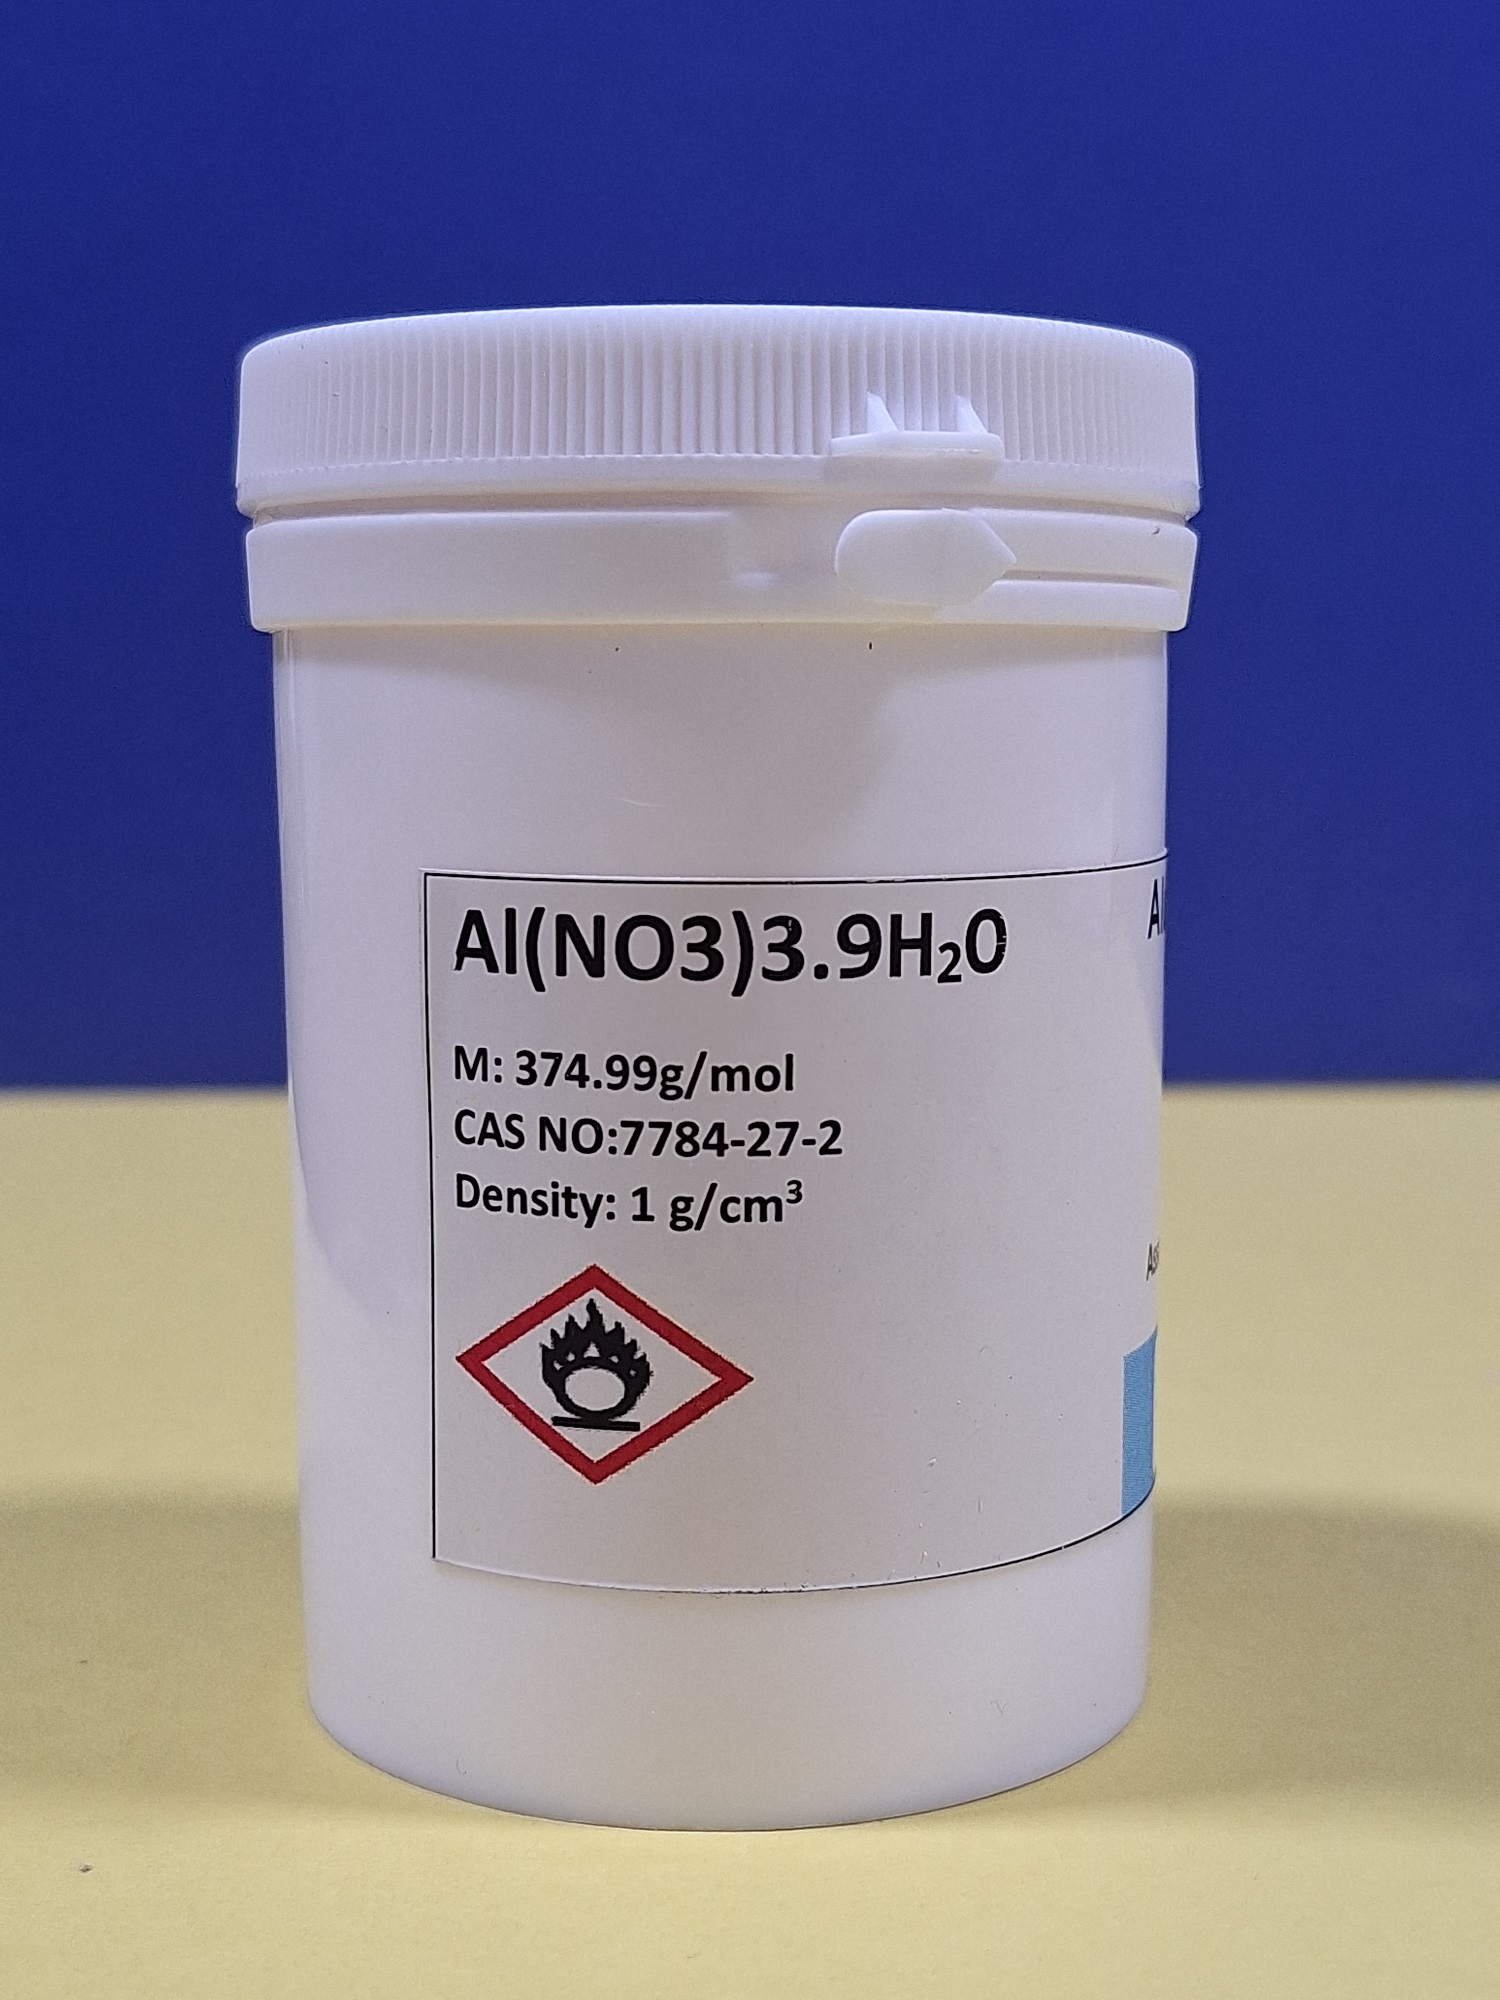 Al(NO3)3.9H₂O
M: 374.99g/mol
CAS NO:7784-27-2
Density: 1 g/cm³